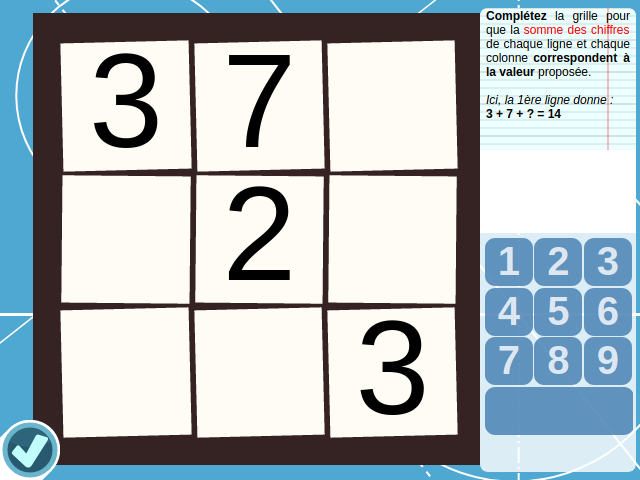 Complétez la grille pour
que la somme des chiffres
de chaque ligne et chaque
colonne correspondent à
la valeur proposée.
Ici, la 1ère ligne donne :
3 + 7 + ? = 14
3 7
2
3
1 2 3
4 5 6
7 8 9